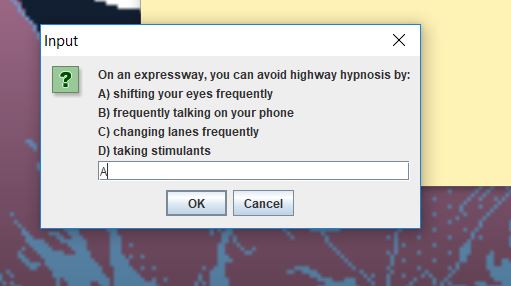 Input
On an expressway, you can avoid highway hypnosis by:
A) shifting your eyes frequently
B) frequently talking on your phone
C) changing lanes frequently
D) taking stimulants
A
OK Cancel